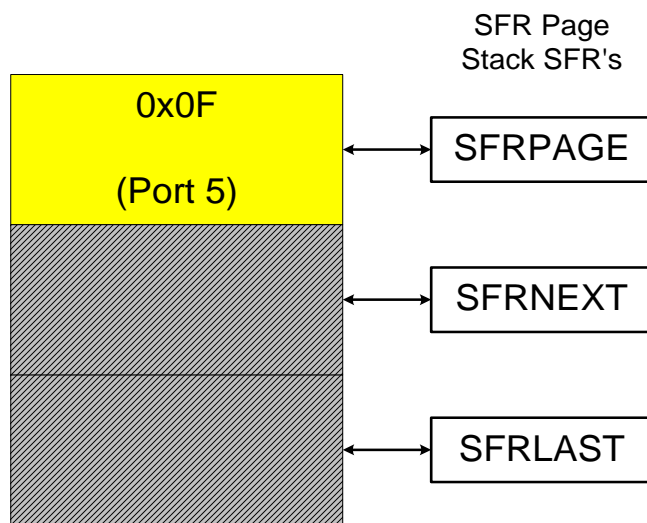 SFR Page
Stack SFR's
0x0F
(Port 5)
SFRPAGE
SFRNEXT
SFRLAST